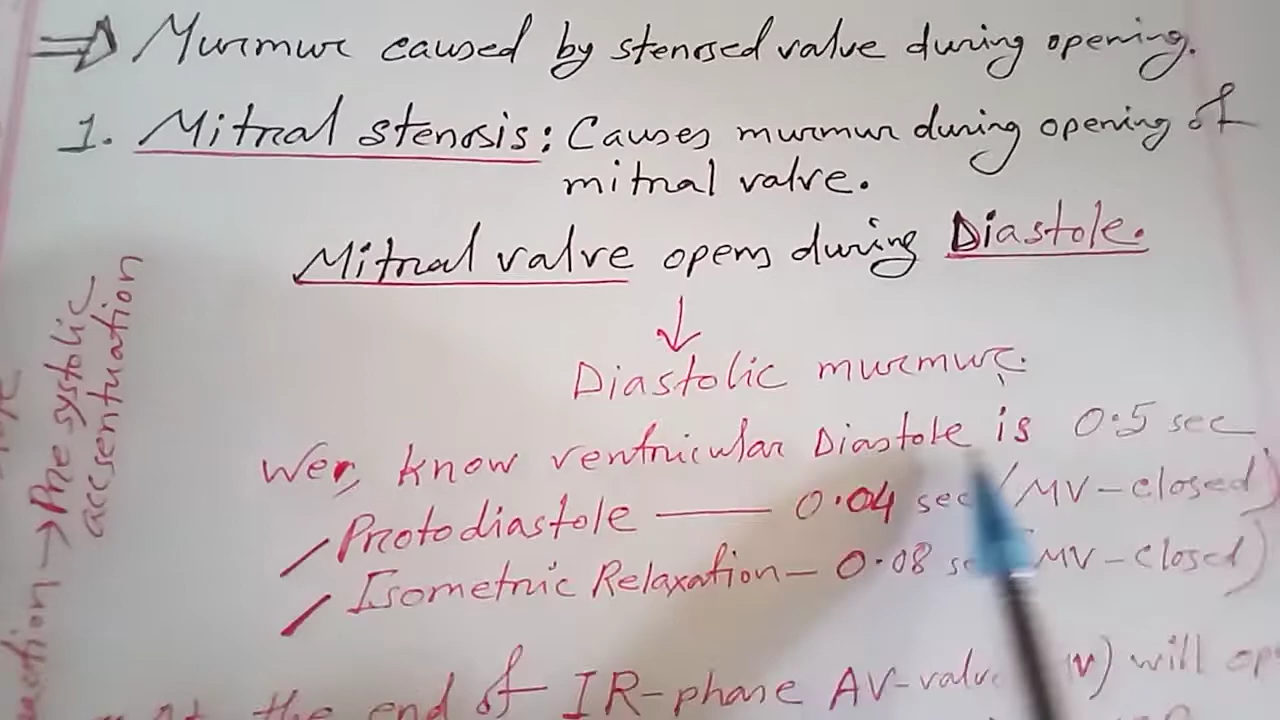 ⇒ Murmur caused by stenosed valve during opening.
1. Mitral stenosis: Causes murmur during opening of
mitral valve.
Mitral valve opens during Diastole.
↓
Diastolic murmur.
We, know ventricular Diastole is 0.5 sec
Protodiastole — 0.04 sec (MV-closed)
Isometric Relaxation - 0.08 (MV-closed)
the end of IR-phase AV-valve will
→ Pre systolic
accsentuation